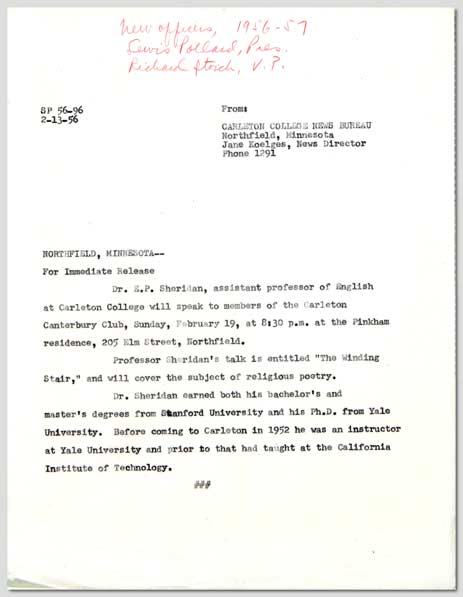 New officers, 1956-57
Lewis Pollard, Pres.
Richard Storch, V.P.
SP 56-96
2-13-56
From:
CARLETON COLLEGE NEWS BUREAU
Northfield, Minnesota
Jane Koelges, News Director
Phone 1291
NORTHFIELD, MINNESOTA--
For Immediate Release
Dr. E.P. Sheridan, assistant professor of English
at Carleton College will speak to members of the Carleton
Canterbury Club, Sunday, February 19, at 8:30 p.m. at the Pinkham
residence, 205 Elm Street, Northfield.
Professor Sheridan's talk is entitled "The Winding
Stair," and will cover the subject of religious poetry.
Dr. Sheridan earned both his bachelor's and
master's degrees from Stanford University and his Ph.D. from Yale
University. Before coming to Carleton in 1952 he was an instructor
at Yale University and prior to that had taught at the California
Institute of Technology.
###